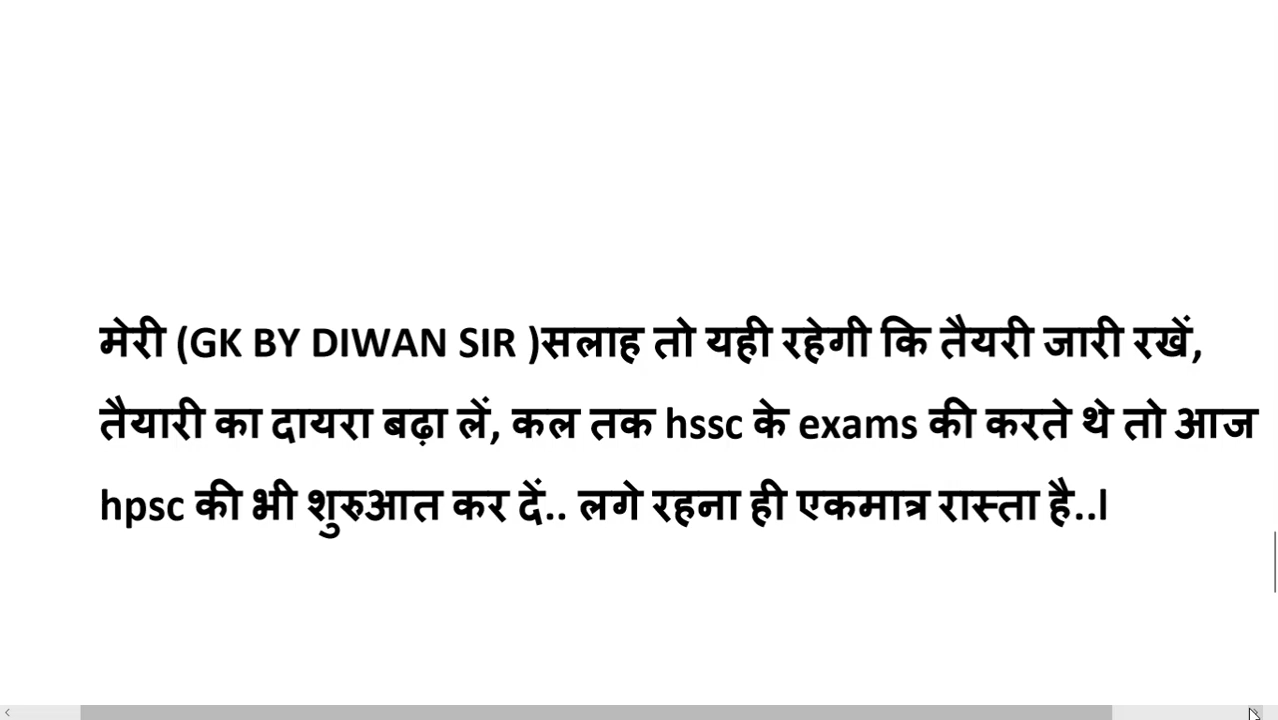 मेरी (GK BY DIWAN SIR )सलाह तो यही रहेगी कि तैयरी जारी रखें,
तैयारी का दायरा बढ़ा लें, कल तक hssc के exams की करते थे तो आज
hpsc की भी शुरुआत कर दें.. लगे रहना ही एकमात्र रास्ता है..l